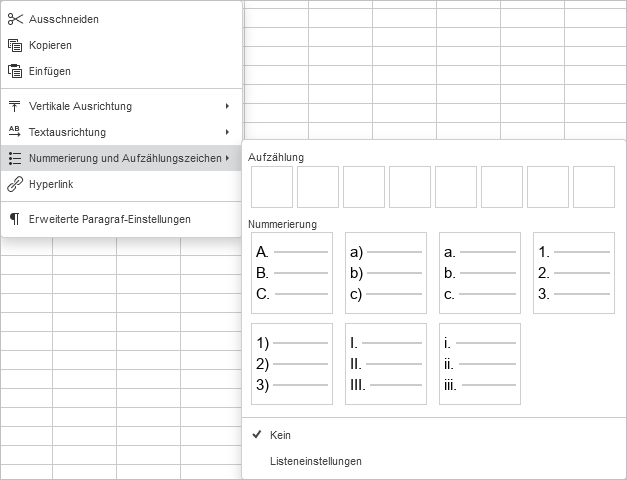 Ausschneiden
Kopieren
Einfügen
Vertikale Ausrichtung
AB
Textausrichtung
Nummerierung und Aufzählungszeichen
Hyperlink
Erweiterte Paragraf-Einstellungen
Aufzählung
Nummerierung
A. a) a. 1.
B. b) b. 2.
C. c) c. 3.
1) I. i.
2) II. ii.
3) III. iii.
Kein
Listeneinstellungen